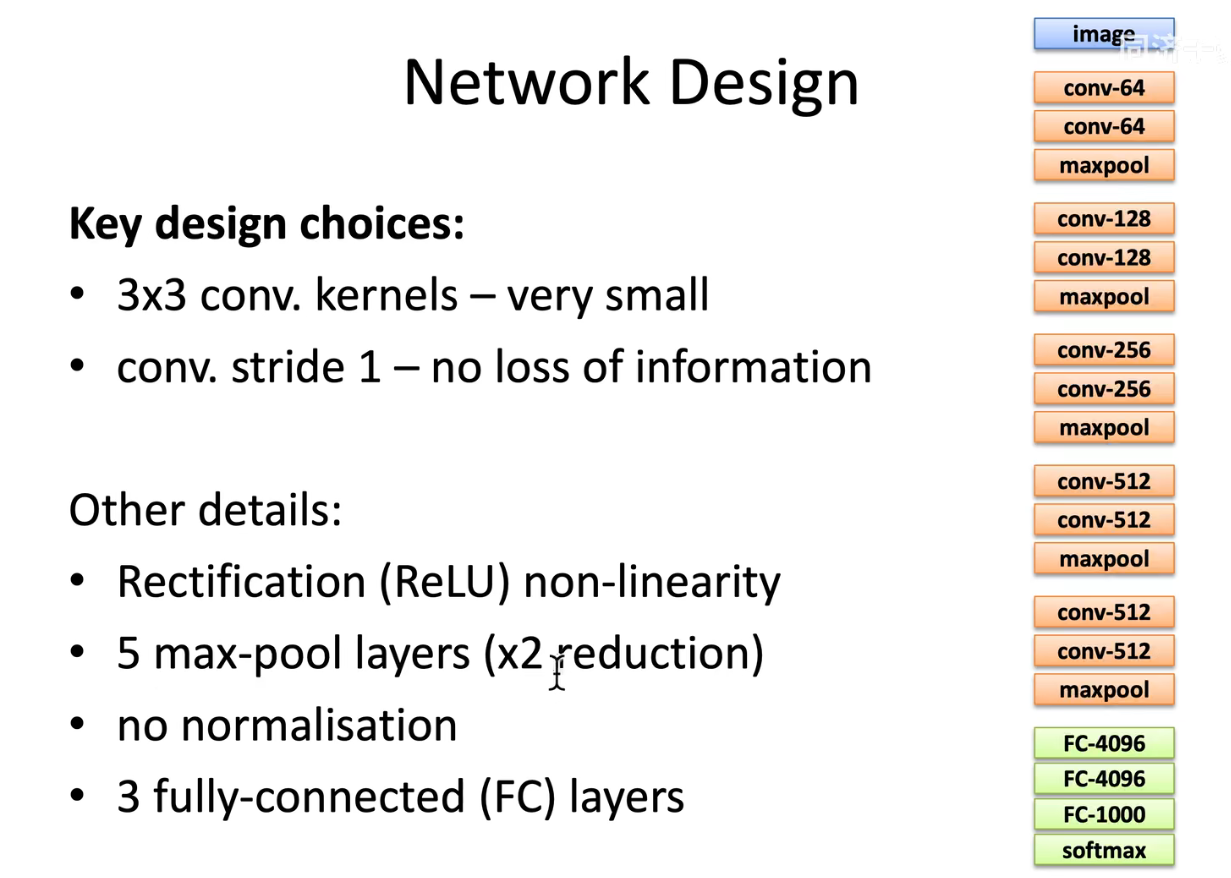 Network Design
Key design choices:
• 3x3 conv. kernels – very small
• conv. stride 1 – no loss of information
Other details:
• Rectification (ReLU) non-linearity
• 5 max-pool layers (x2 reduction)
• no normalisation
• 3 fully-connected (FC) layers
image
conv-64
conv-64
maxpool
conv-128
conv-128
maxpool
conv-256
conv-256
maxpool
conv-512
conv-512
maxpool
conv-512
conv-512
maxpool
FC-4096
FC-4096
FC-1000
softmax